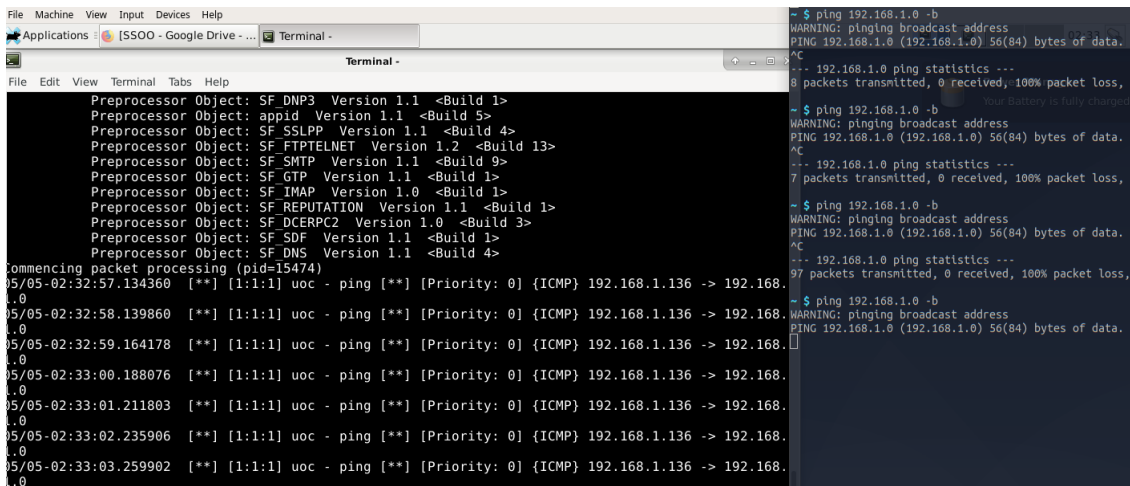 File Machine View Input Devices Help
Applications [SSOO - Google Drive - ... Terminal -
Terminal -
File Edit View Terminal Tabs Help
Preprocessor Object: SF_DNP3 Version 1.1 <Build 1>
Preprocessor Object: appid Version 1.1 <Build 5>
Preprocessor Object: SF_SSLPP Version 1.1 <Build 4>
Preprocessor Object: SF_FTPTELNET Version 1.2 <Build 13>
Preprocessor Object: SF_SMTP Version 1.1 <Build 9>
Preprocessor Object: SF_GTP Version 1.1 <Build 1>
Preprocessor Object: SF_IMAP Version 1.0 <Build 1>
Preprocessor Object: SF_REPUTATION Version 1.1 <Build 1>
Preprocessor Object: SF_DCERPC2 Version 1.0 <Build 3>
Preprocessor Object: SF_SDF Version 1.1 <Build 1>
Preprocessor Object: SF_DNS Version 1.1 <Build 4>
Commencing packet processing (pid=15474)
05/05-02:32:57.134360 [**] [1:1:1] uoc - ping [**] [Priority: 0] {ICMP} 192.168.1.136 -> 192.168.
1.0
05/05-02:32:58.139860 [**] [1:1:1] uoc - ping [**] [Priority: 0] {ICMP} 192.168.1.136 -> 192.168.
1.0
05/05-02:32:59.164178 [**] [1:1:1] uoc - ping [**] [Priority: 0] {ICMP} 192.168.1.136 -> 192.168.
1.0
05/05-02:33:00.188076 [**] [1:1:1] uoc - ping [**] [Priority: 0] {ICMP} 192.168.1.136 -> 192.168.
1.0
05/05-02:33:01.211803 [**] [1:1:1] uoc - ping [**] [Priority: 0] {ICMP} 192.168.1.136 -> 192.168.
1.0
05/05-02:33:02.235906 [**] [1:1:1] uoc - ping [**] [Priority: 0] {ICMP} 192.168.1.136 -> 192.168.
1.0
05/05-02:33:03.259902 [**] [1:1:1] uoc - ping [**] [Priority: 0] {ICMP} 192.168.1.136 -> 192.168.
1.0
~ $ ping 192.168.1.0 -b
WARNING: pinging broadcast address
PING 192.168.1.0 (192.168.1.0) 56(84) bytes of data.
^C
--- 192.168.1.0 ping statistics ---
8 packets transmitted, 0 received, 100% packet loss,
Your Battery is fully charged
~ $ ping 192.168.1.0 -b
WARNING: pinging broadcast address
PING 192.168.1.0 (192.168.1.0) 56(84) bytes of data.
^C
--- 192.168.1.0 ping statistics ---
7 packets transmitted, 0 received, 100% packet loss,
~ $ ping 192.168.1.0 -b
WARNING: pinging broadcast address
PING 192.168.1.0 (192.168.1.0) 56(84) bytes of data.
^C
--- 192.168.1.0 ping statistics ---
97 packets transmitted, 0 received, 100% packet loss,
~ $ ping 192.168.1.0 -b
WARNING: pinging broadcast address
PING 192.168.1.0 (192.168.1.0) 56(84) bytes of data.